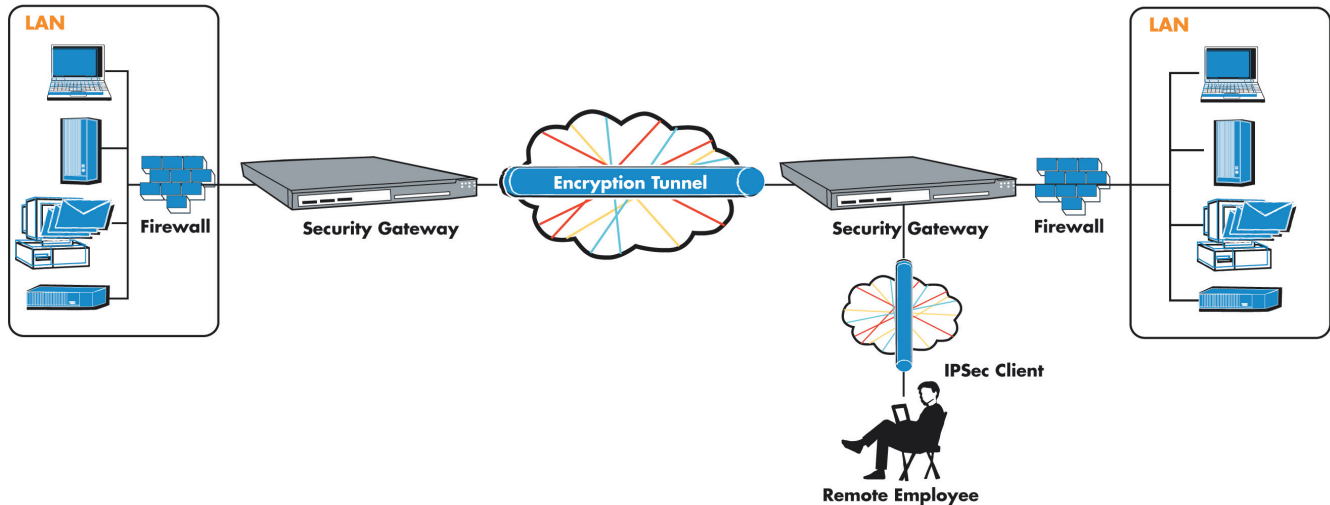 LAN
LAN
Encryption Tunnel
Firewall
Security Gateway
Security Gateway
Firewall
IPSec Client
Remote Employee